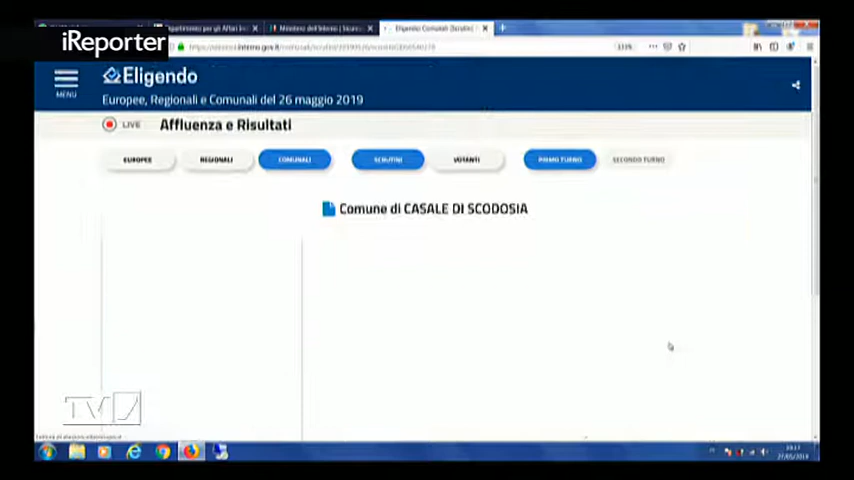 iReporter
MENU
Eligendo
Europee, Regionali e Comunali del 26 maggio 2019
LIVE
Affluenza e Risultati
EUROPEE
REGIONALI
COMUNALI
SCRUTINI
VOTANTI
PRIMO TURNO
SECONDO TURNO
Comune di CASALE DI SCODOSIA
TV7